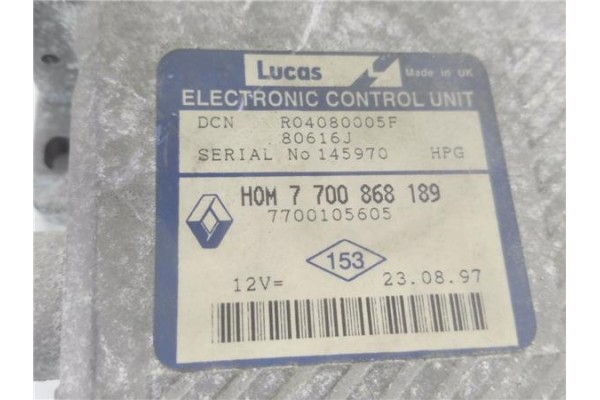 Lucas
Made in UK
ELECTRONIC CONTROL UNIT
DCN R04080005F
80616J
SERIAL No 145970 HPG
HOM 7 700 868 189
7700105605
153
12V= 23.08.97